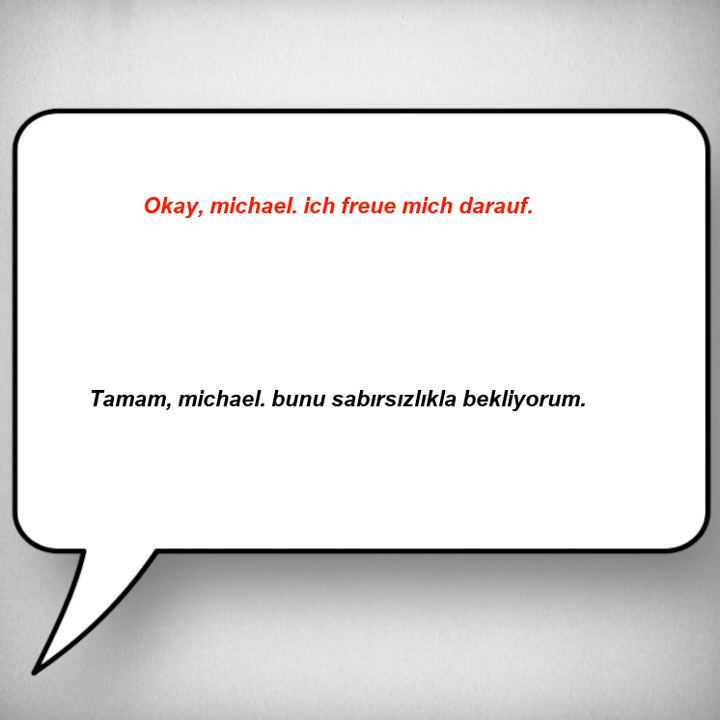 Okay, michael. ich freue mich darauf.
Tamam, michael. bunu sabırsızlıkla bekliyorum.